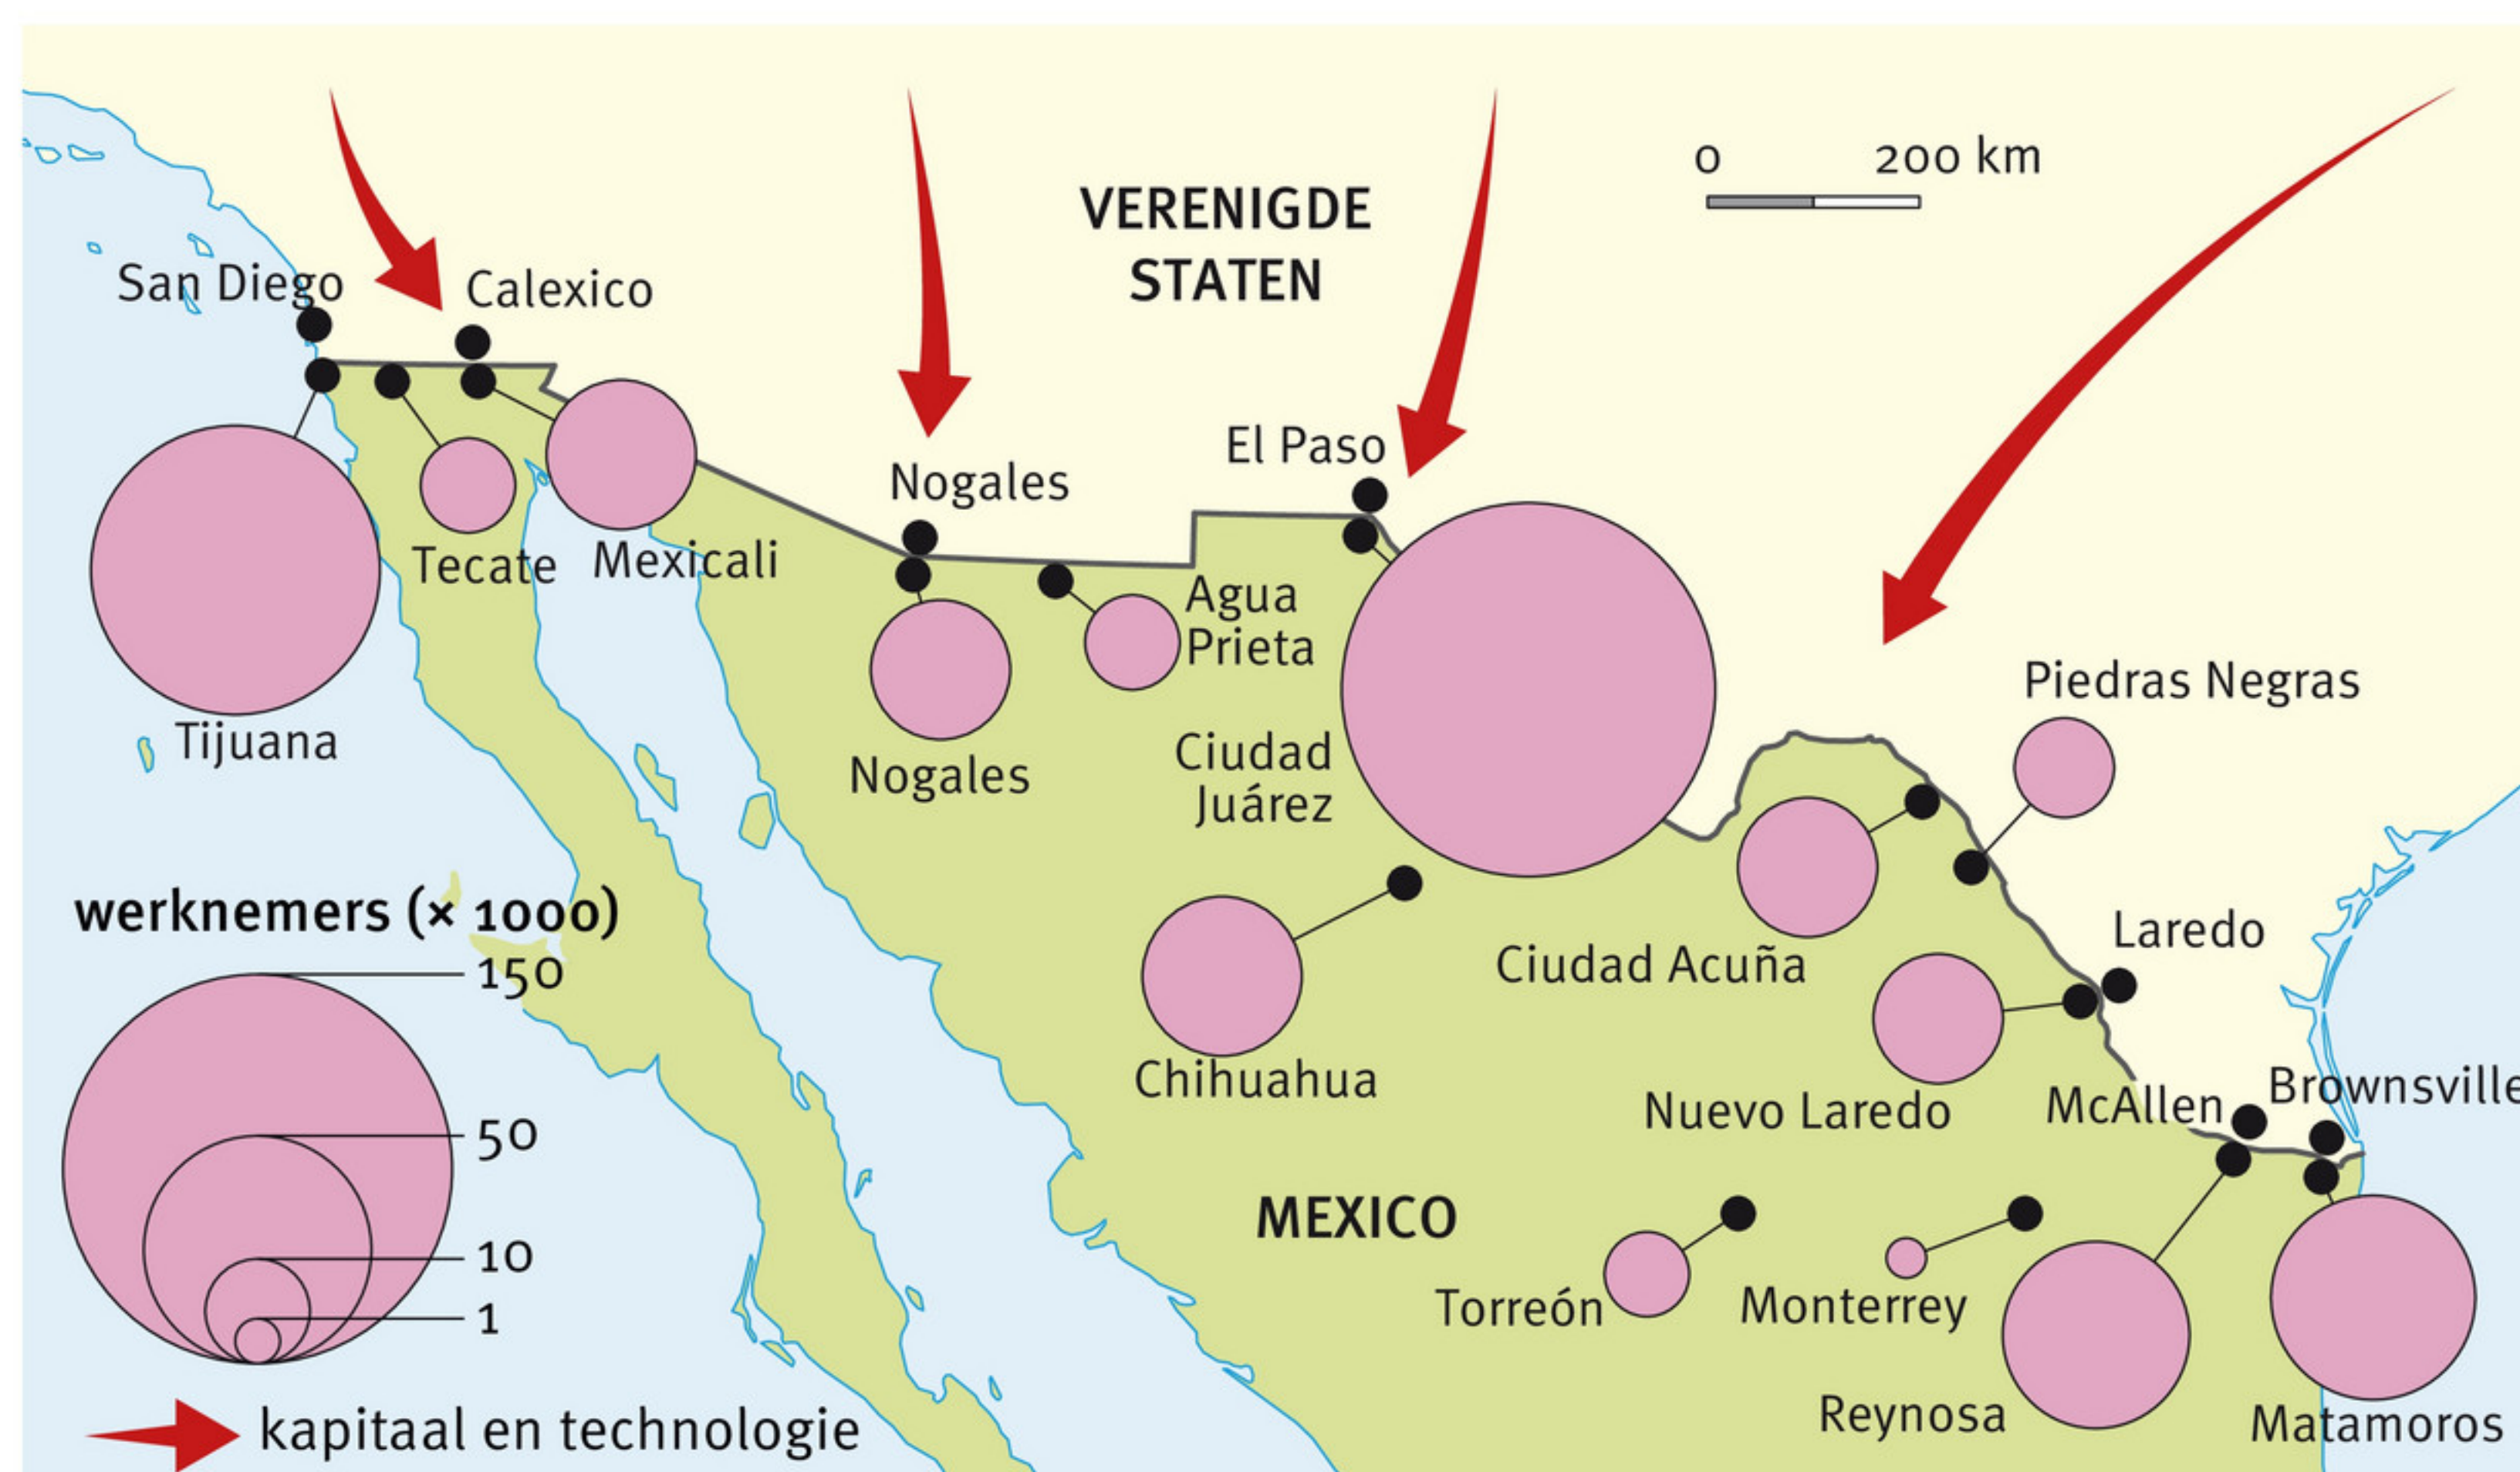 0 200 km
VERENIGDE
STATEN
San Diego
Calexico
El Paso
Nogales
Tecate
Mexicali
Agua
Prieta
Tijuana
Nogales
Ciudad
Juárez
Piedras Negras
Ciudad Acuña
Laredo
Chihuahua
Nuevo Laredo
McAllen
Brownsville
MEXICO
Torreón
Monterrey
Reynosa
Matamoros
werknemers (× 1000)
150
50
10
1
kapitaal en technologie